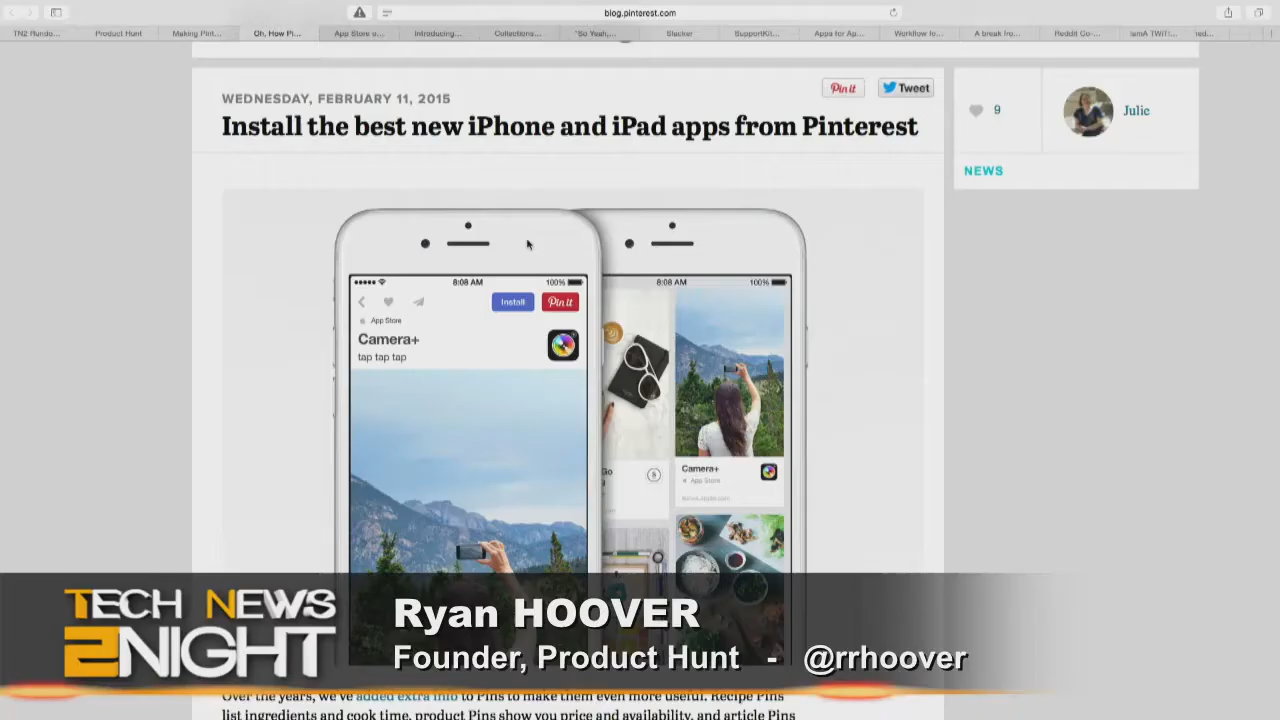 blog.pinterest.com
TN2 Rundo...
Product Hunt
Making Pint...
Oh, How Pi...
App Store u...
Introducing...
Collections...
"So Yeah,...
Slacker
SupportKit...
Apps for Ap...
Workflow fo...
A break fro...
Reddit Co-...
iamA TWiT!...
WEDNESDAY, FEBRUARY 11, 2015
Pin it
Tweet
Install the best new iPhone and iPad apps from Pinterest
9
Julie
NEWS
8:08 AM
100%
Install
Pin it
App Store
Camera+
tap tap tap
8:08 AM
100%
Go
Camera+
App Store
TECH NEWS
2NIGHT
Ryan HOOVER
Founder, Product Hunt - @rrhoover
Over the years, we've added extra info to Pins to make them even more useful. Recipe Pins
list ingredients and cook time, product Pins show you price and availability, and article Pins